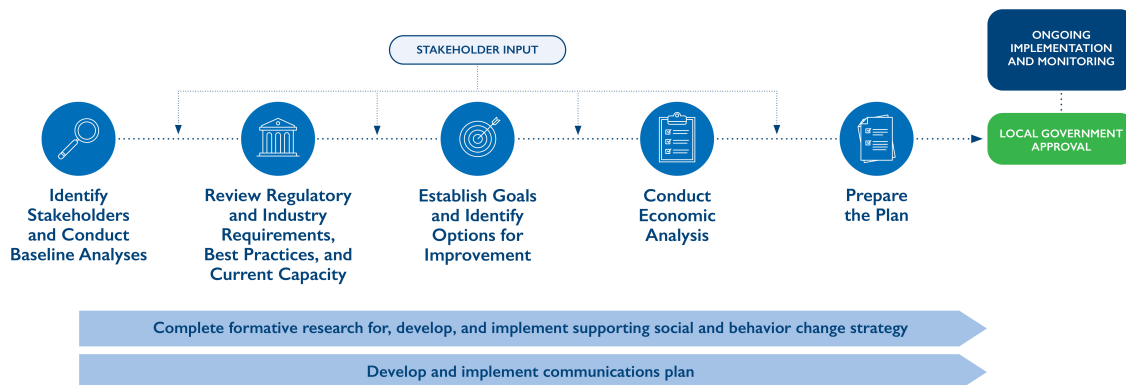 ONGOING
IMPLEMENTATION
AND MONITORING
STAKEHOLDER INPUT
LOCAL GOVERNMENT
APPROVAL
Identify
Stakeholders
and Conduct
Baseline Analyses
Review Regulatory
and Industry
Requirements,
Best Practices, and
Current Capacity
Establish Goals
and Identify
Options for
Improvement
Conduct
Economic
Analysis
Prepare
the Plan
Complete formative research for, develop, and implement supporting social and behavior change strategy
Develop and implement communications plan